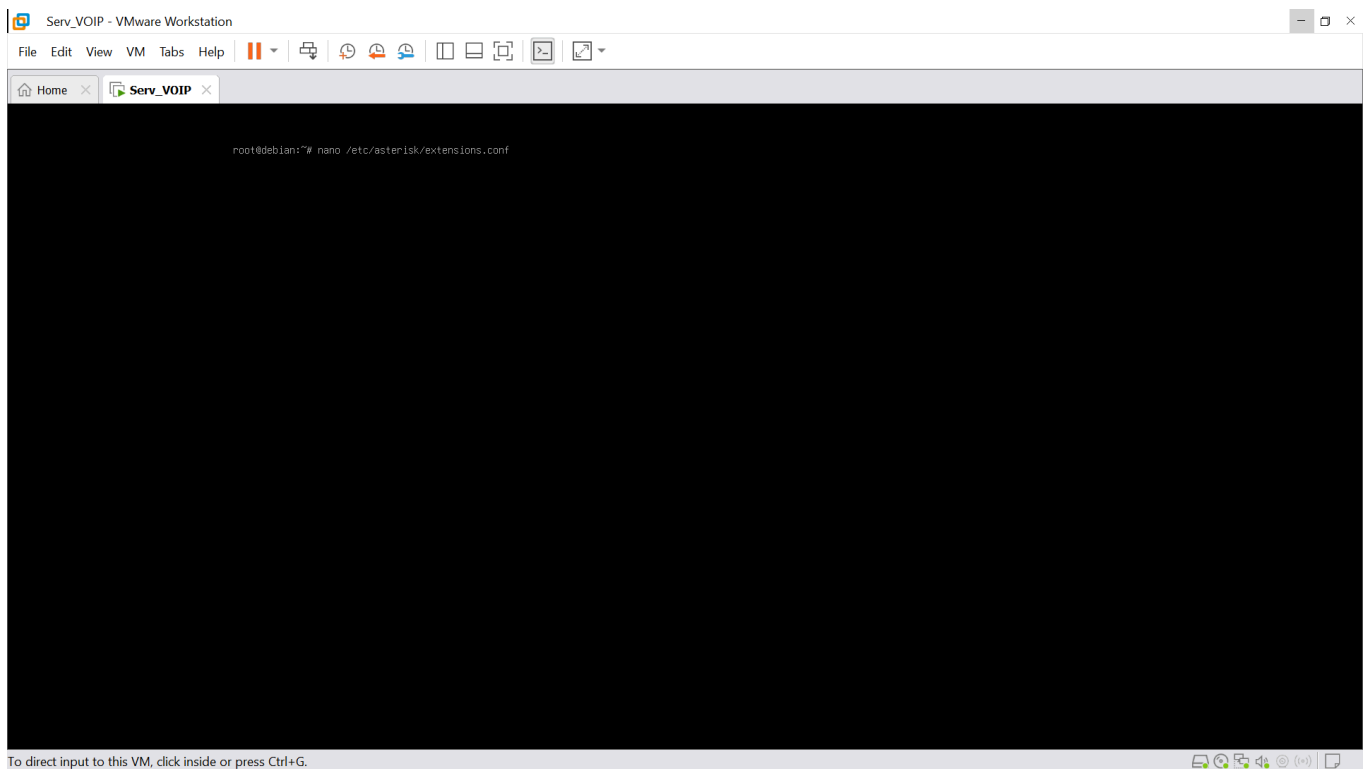 Serv_VOIP - VMware Workstation
File Edit View VM Tabs Help
Home
Serv_VOIP
root@debian:~# nano /etc/asterisk/extensions.conf
To direct input to this VM, click inside or press Ctrl+G.